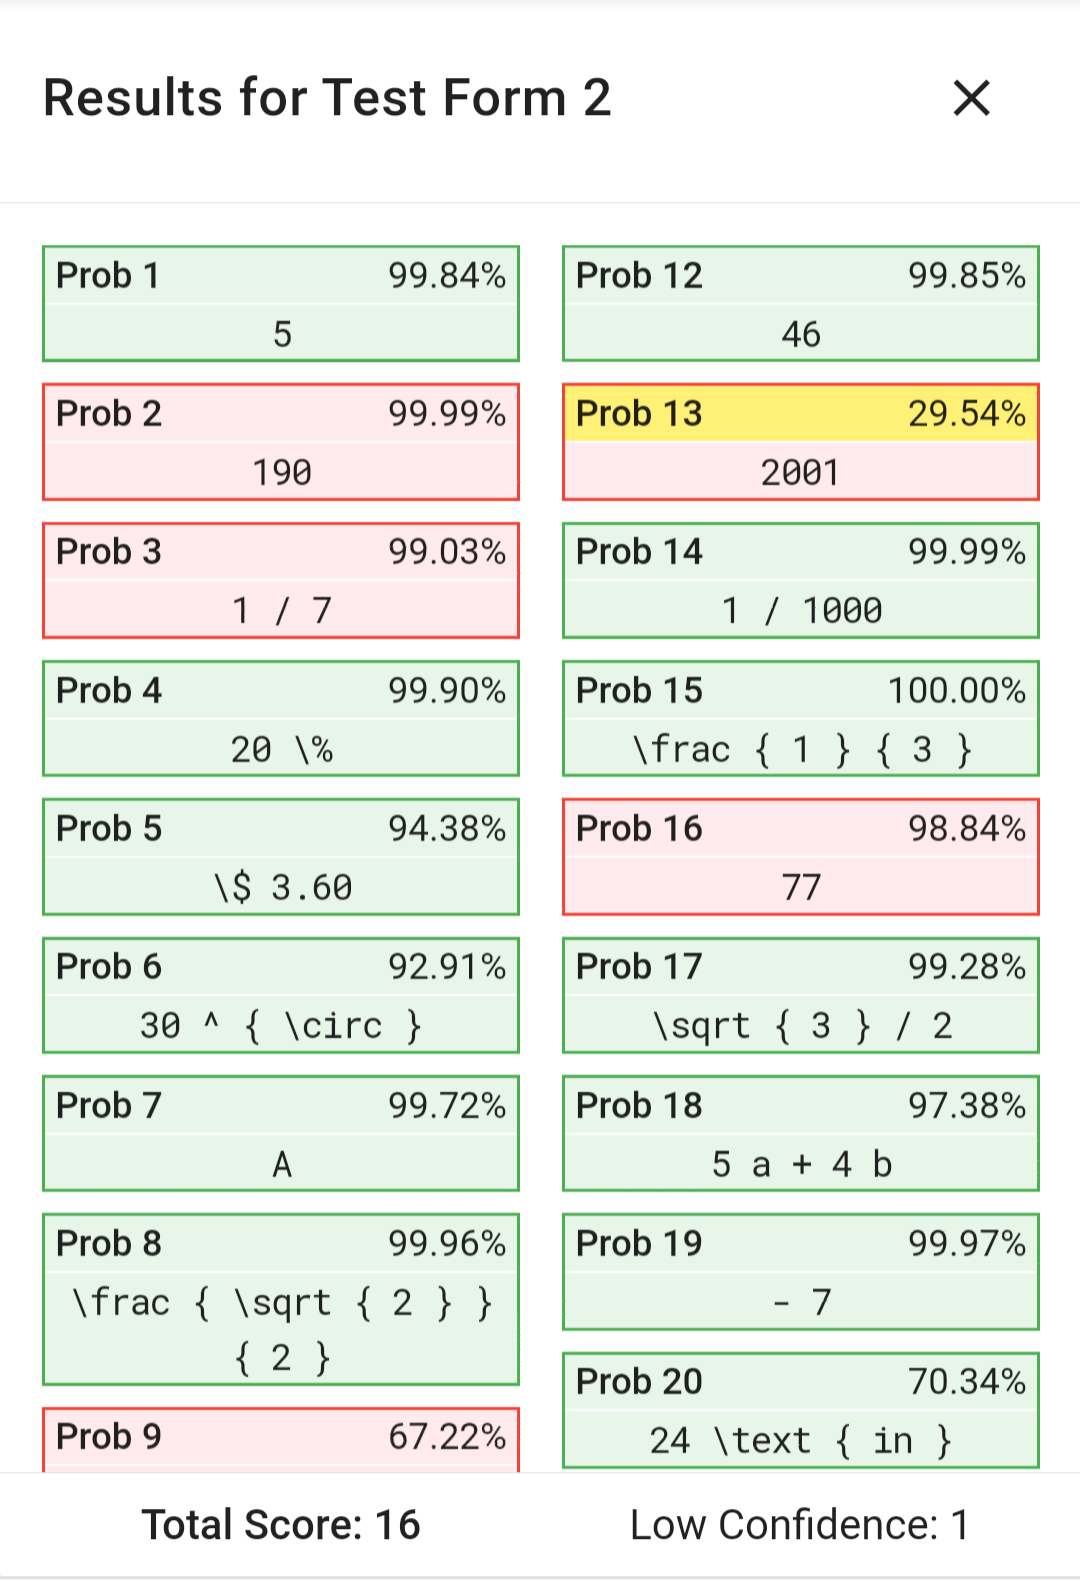 Results for Test Form 2
Prob 1 99.84%
5
Prob 2 99.99%
190
Prob 3 99.03%
1 / 7
Prob 4 99.90%
20 \%
Prob 5 94.38%
\$ 3.60
Prob 6 92.91%
30 ^ { \circ }
Prob 7 99.72%
A
Prob 8 99.96%
\frac { \sqrt { 2 } }
{ 2 }
Prob 9 67.22%
Prob 12 99.85%
46
Prob 13 29.54%
2001
Prob 14 99.99%
1 / 1000
Prob 15 100.00%
\frac { 1 } { 3 }
Prob 16 98.84%
77
Prob 17 99.28%
\sqrt { 3 } / 2
Prob 18 97.38%
5 a + 4 b
Prob 19 99.97%
- 7
Prob 20 70.34%
24 \text { in }
Total Score: 16
Low Confidence: 1